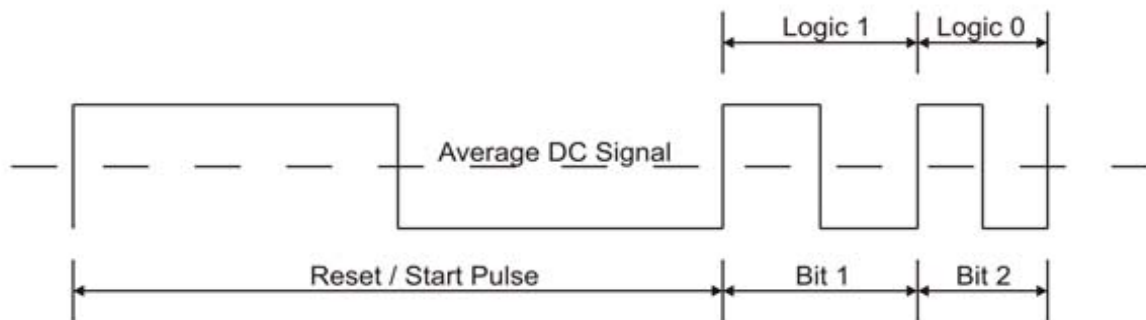 Logic 1
Logic 0
Average DC Signal
Reset / Start Pulse
Bit 1
Bit 2